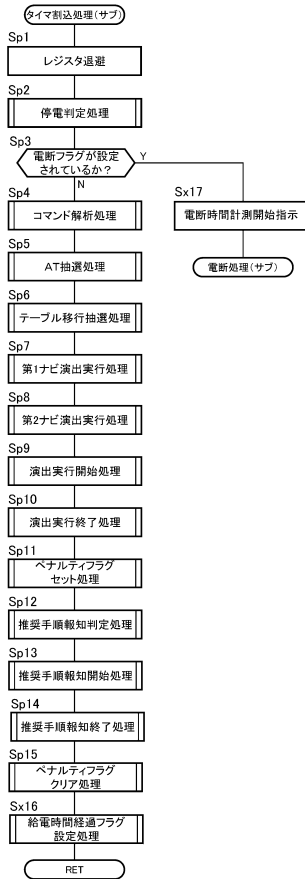 タイマ割込処理(サブ)
Sp1
レジスタ退避
Sp2
停電判定処理
Sp3
電断フラグが設定
されているか?
Y
N
Sx17
電断時間計測開始指示
電断処理(サブ)
Sp4
コマンド解析処理
Sp5
AT抽選処理
Sp6
テーブル移行抽選処理
Sp7
第1ナビ演出実行処理
Sp8
第2ナビ演出実行処理
Sp9
演出実行開始処理
Sp10
演出実行終了処理
Sp11
ペナルティフラグ
セット処理
Sp12
推奨手順報知判定処理
Sp13
推奨手順報知開始処理
Sp14
推奨手順報知終了処理
Sp15
ペナルティフラグ
クリア処理
Sx16
給電時間経過フラグ
設定処理
RET